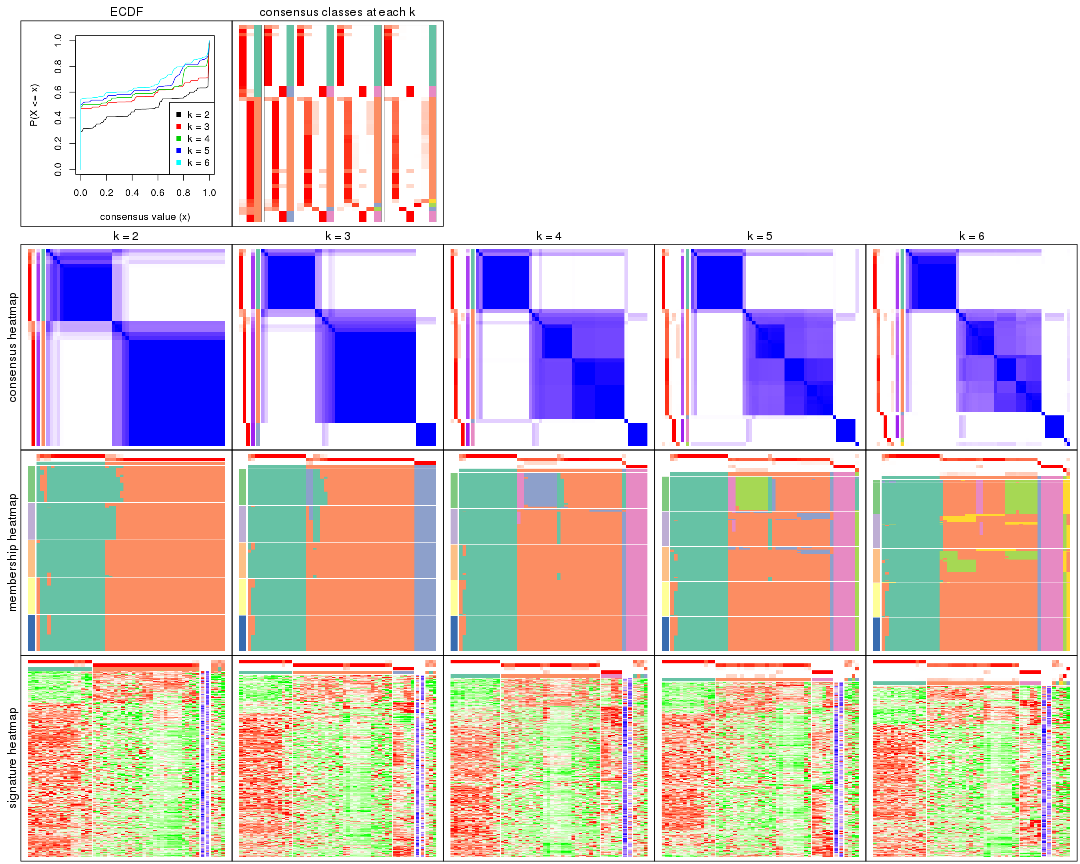 ECDF
consensus classes at each k
P(X <= x)
0.0 0.2 0.4 0.6 0.8 1.0
k = 2
k = 3
k = 4
k = 5
k = 6
0.0 0.2 0.4 0.6 0.8 1.0
consensus value (x)
k = 2 k = 3 k = 4 k = 5 k = 6
consensus heatmap
membership heatmap
signature heatmap